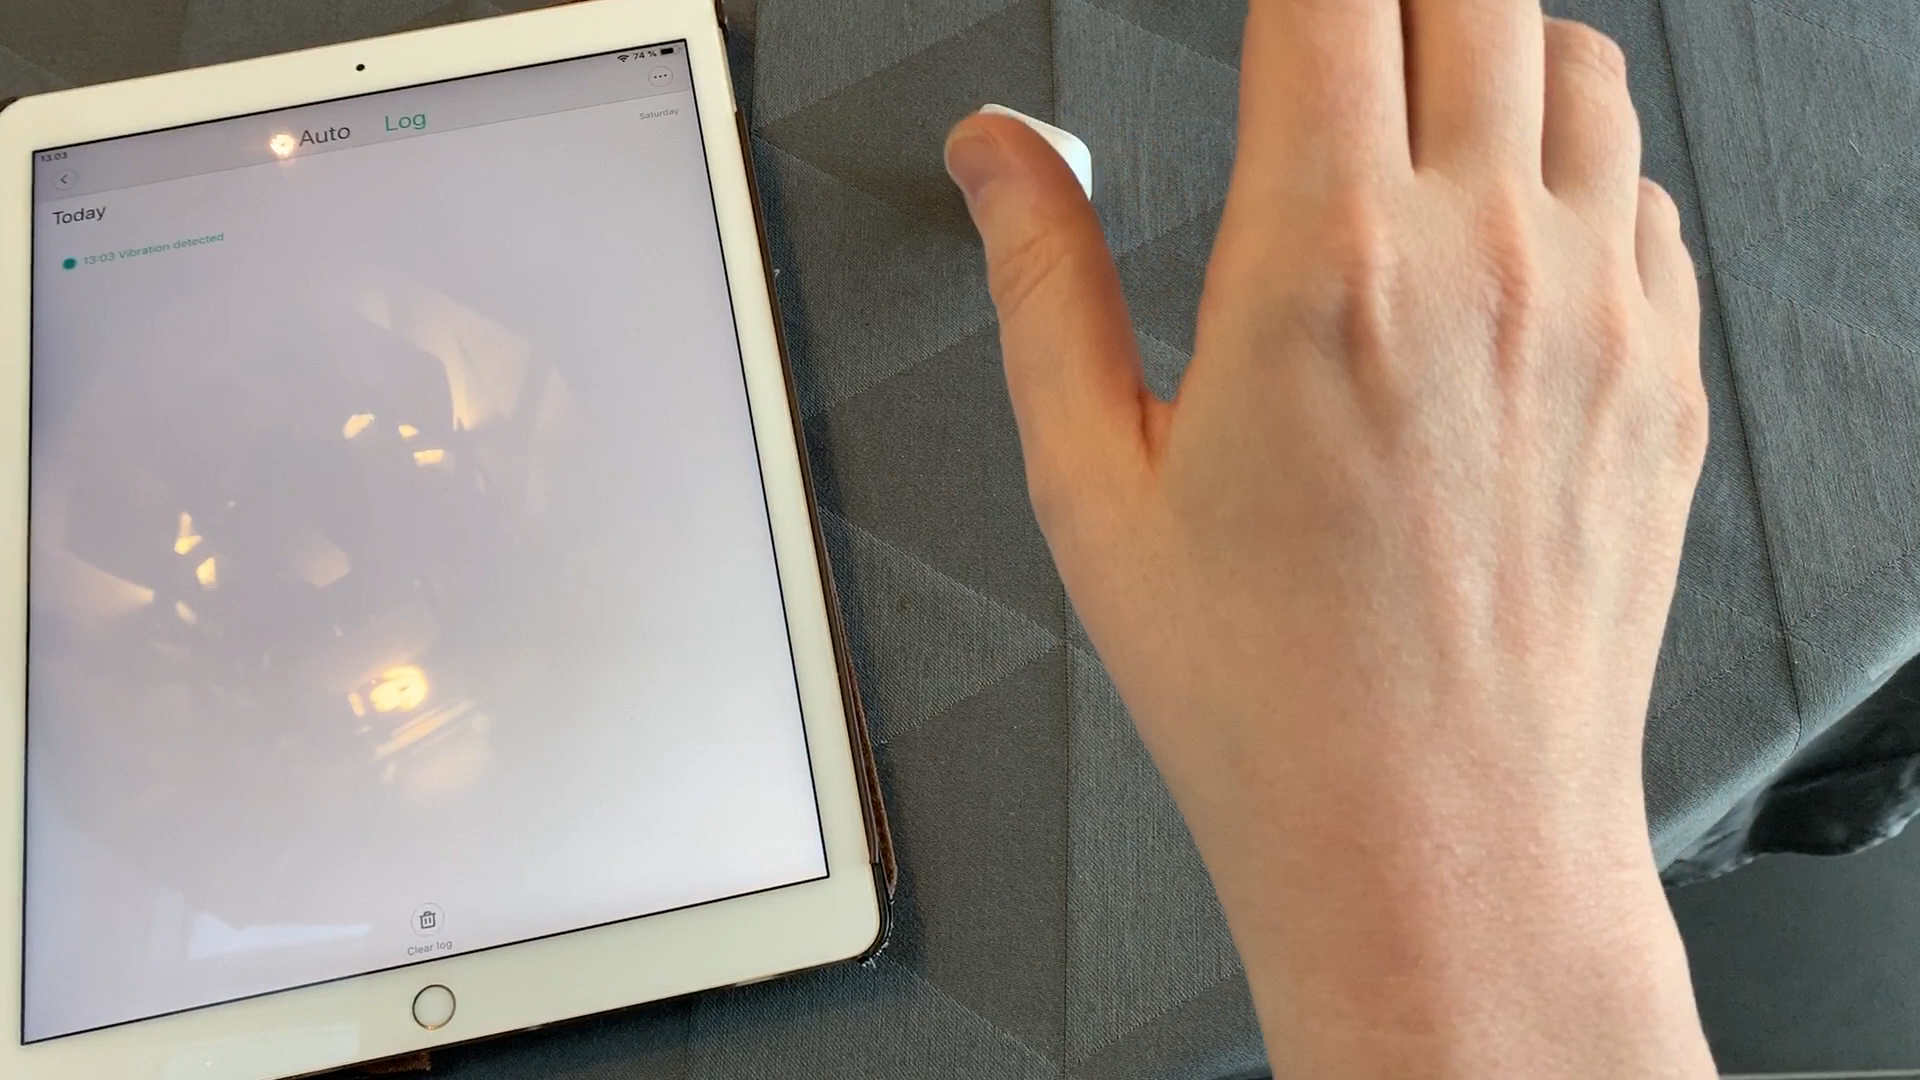 74 %
13.03
Auto Log
Saturday
Today
13:03 Vibration detected
Clear log